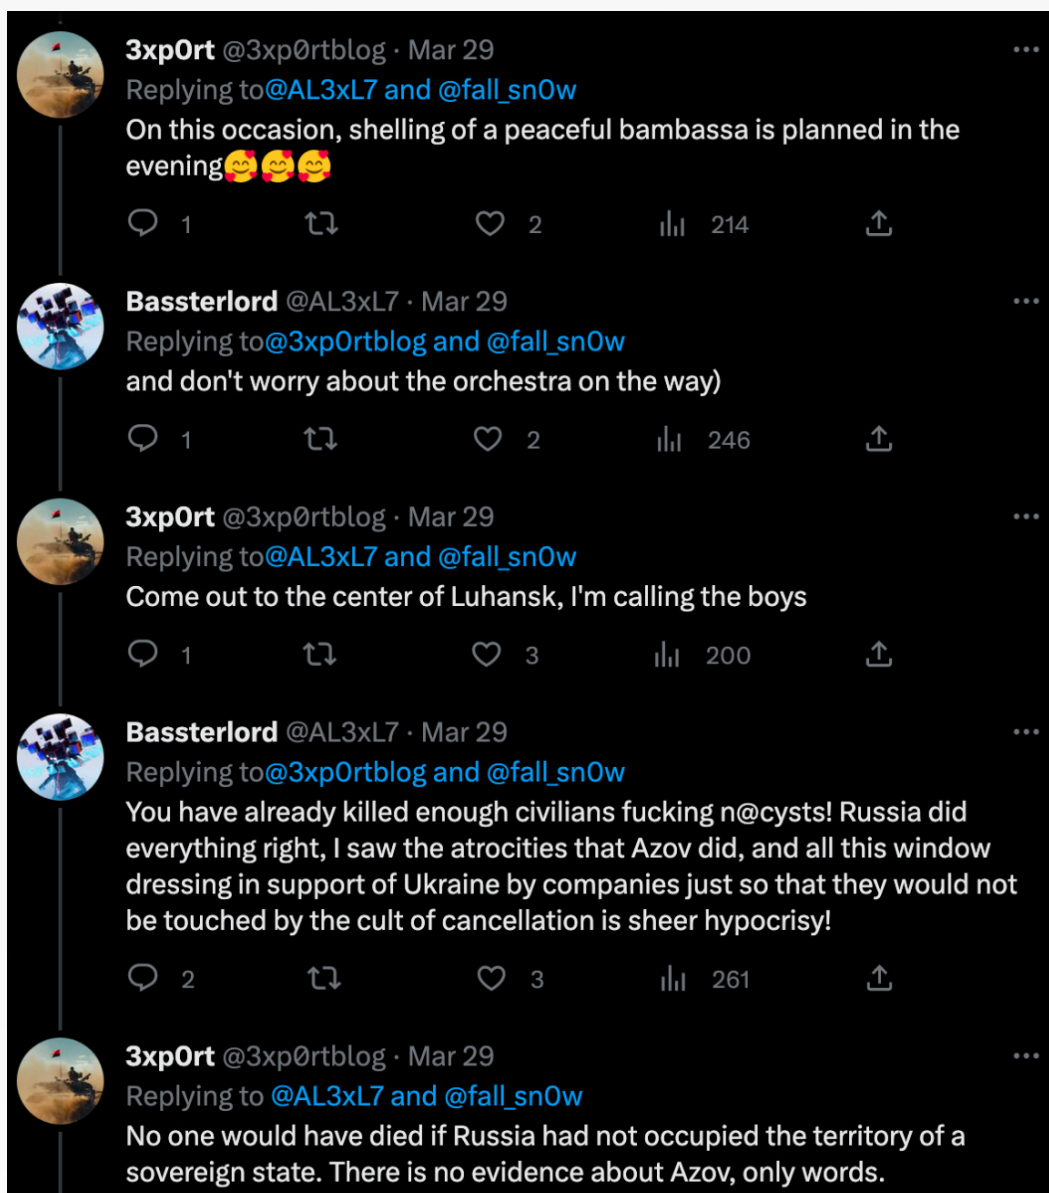 3xp0rt @3xp0rtblog · Mar 29
Replying to@AL3xL7 and @fall_sn0w
On this occasion, shelling of a peaceful bambassa is planned in the
evening🥰🥰🥰
1 2 214
Bassterlord @AL3xL7 · Mar 29
Replying to@3xp0rtblog and @fall_sn0w
and don't worry about the orchestra on the way)
1 2 246
3xp0rt @3xp0rtblog · Mar 29
Replying to@AL3xL7 and @fall_sn0w
Come out to the center of Luhansk, I'm calling the boys
1 3 200
Bassterlord @AL3xL7 · Mar 29
Replying to@3xp0rtblog and @fall_sn0w
You have already killed enough civilians fucking n@cysts! Russia did
everything right, I saw the atrocities that Azov did, and all this window
dressing in support of Ukraine by companies just so that they would not
be touched by the cult of cancellation is sheer hypocrisy!
2 3 261
3xp0rt @3xp0rtblog · Mar 29
Replying to @AL3xL7 and @fall_sn0w
No one would have died if Russia had not occupied the territory of a
sovereign state. There is no evidence about Azov, only words.